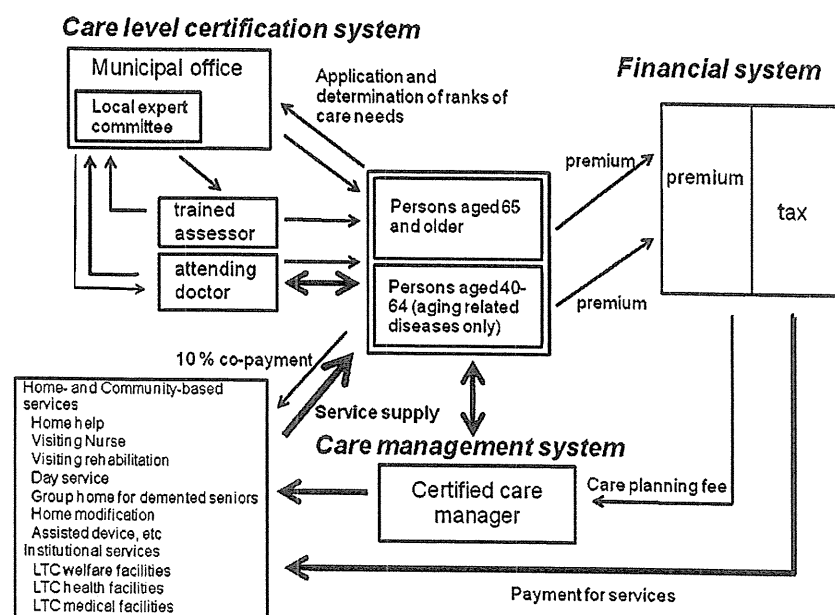 Care level certification system
Municipal office
Local expert
committee
Application and
determination of ranks of
care needs
Financial system
premium
premium
tax
trained
assessor
Persons aged 65
and older
attending
doctor
Persons aged 40-
64 (aging related
diseases only)
premium
10 % co-payment
Home- and Community-based
services
Home help
Visiting Nurse
Visiting rehabilitation
Day service
Group home for demented seniors
Home modification
Assisted device, etc
Institutional services
LTC welfare facilities
LTC health facilities
LTC medical facilities
Service supply
Care management system
Certified care
manager
Care planning fee
Payment for services